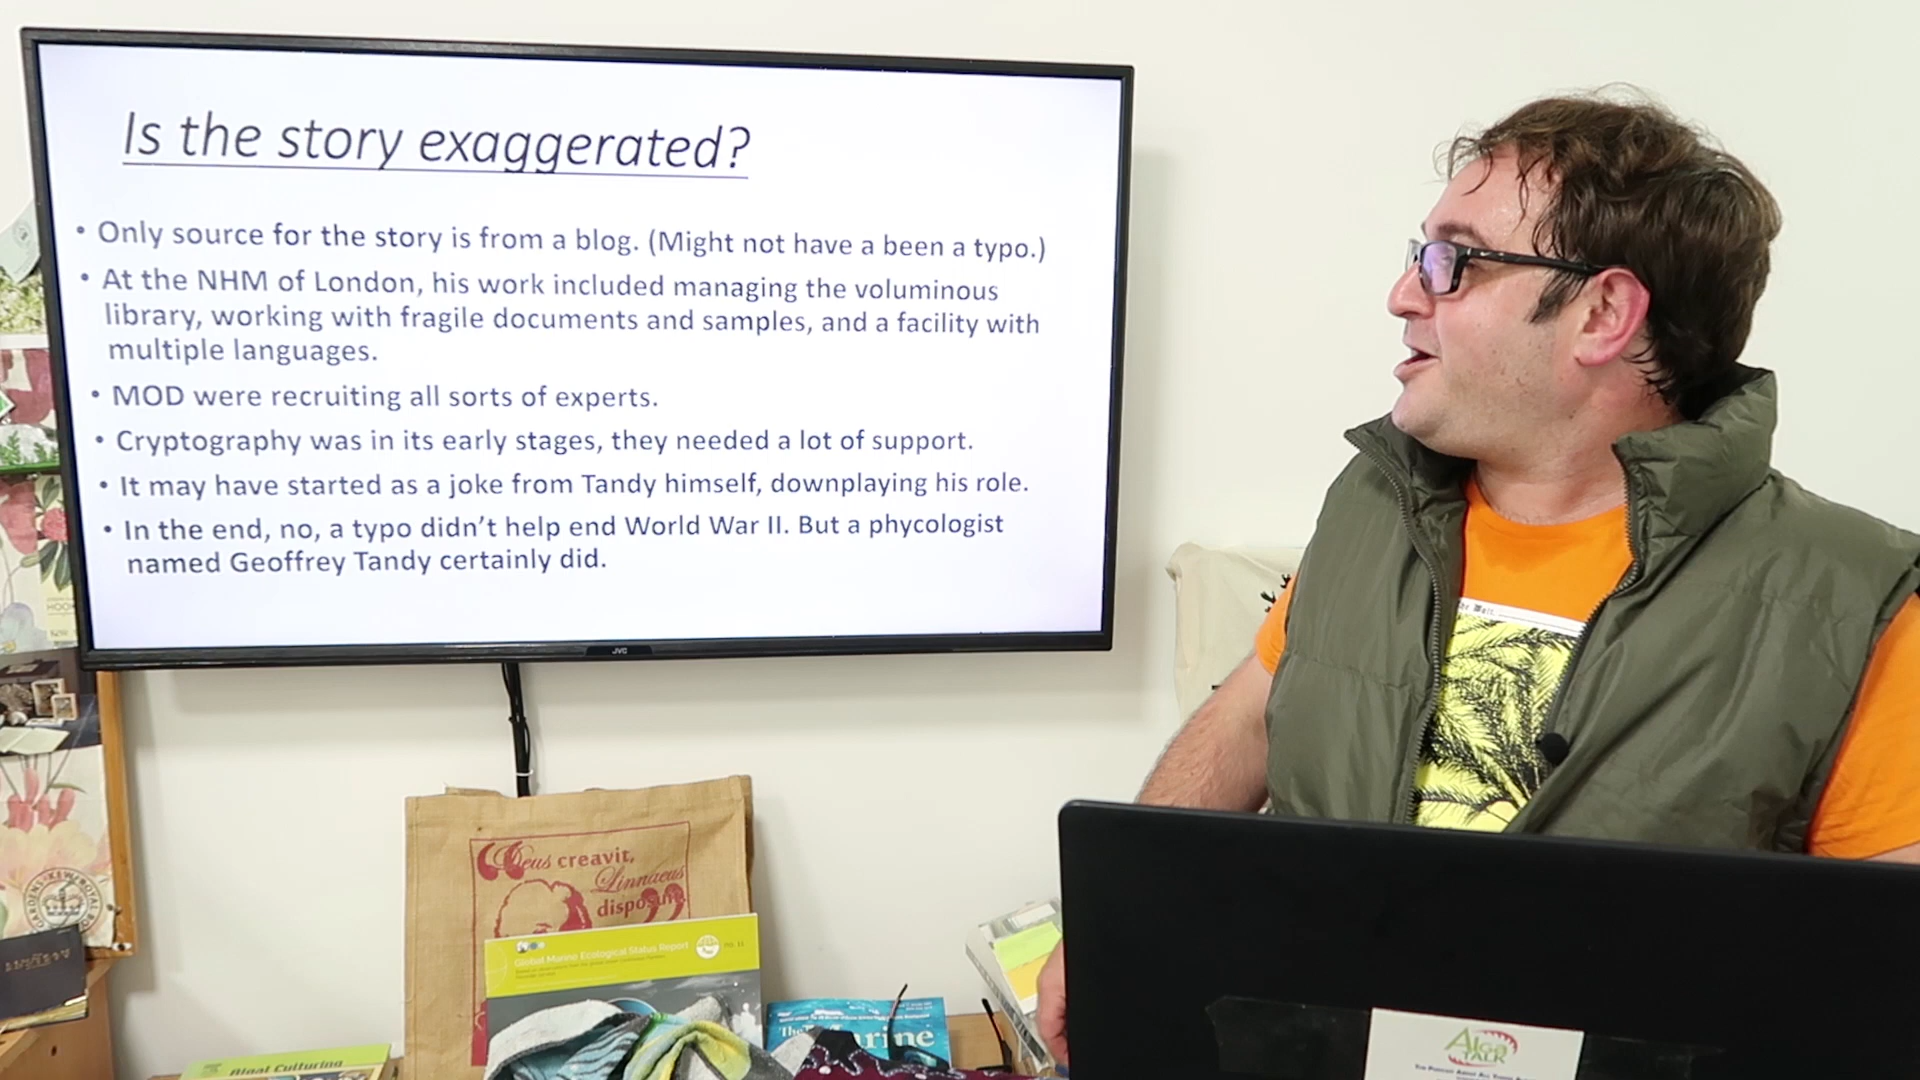 Is the story exaggerated?
• Only source for the story is from a blog. (Might not have a been a typo.)
• At the NHM of London, his work included managing the voluminous
library, working with fragile documents and samples, and a facility with
multiple languages.
• MOD were recruiting all sorts of experts.
• Cryptography was in its early stages, they needed a lot of support.
• It may have started as a joke from Tandy himself, downplaying his role.
• In the end, no, a typo didn’t help end World War II. But a phycologist
named Geoffrey Tandy certainly did.
JVC
Deus creavit,
Linnaeus
disposuit
Global Marine Ecological Status Report
Algal Culturing
The
Alga
TALK